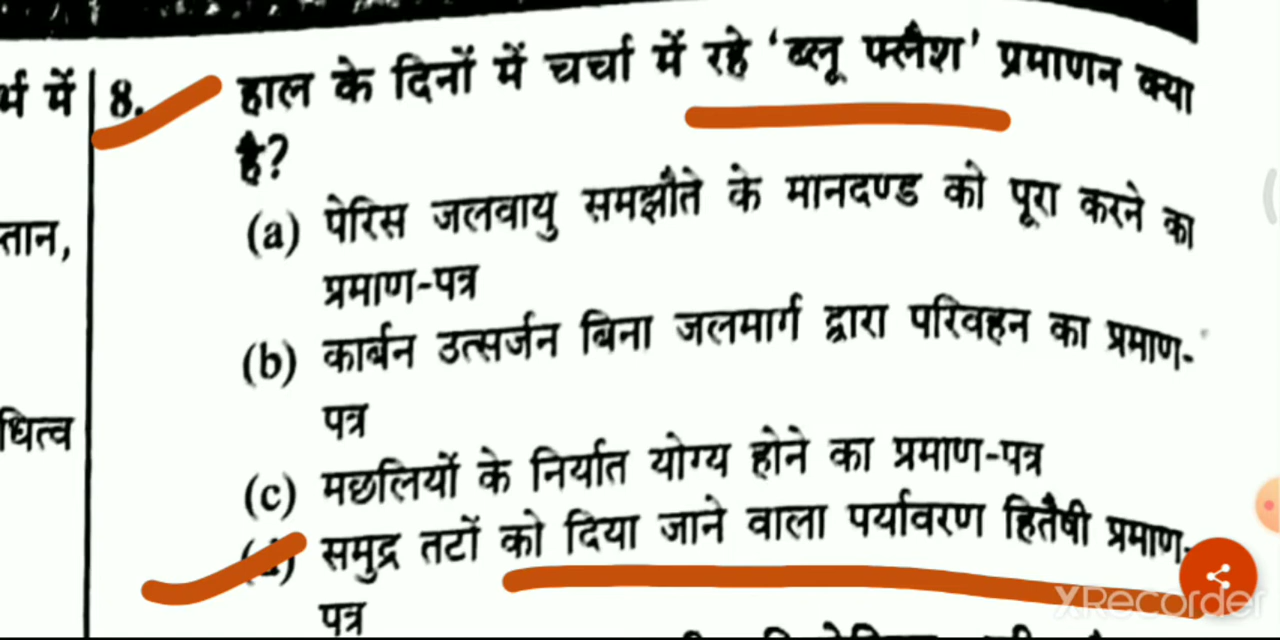 र्भ में
8. हाल के दिनों में चर्चा में रहे ‘ब्लू फ्लैश’ प्रमाणन क्या
है?
(a) पेरिस जलवायु समझौते के मानदण्ड को पूरा करने का
तान,
प्रमाण-पत्र
(b) कार्बन उत्सर्जन बिना जलमार्ग द्वारा परिवहन का प्रमाण-
पत्र
धित्व
(c) मछलियों के निर्यात योग्य होने का प्रमाण-पत्र
(d) समुद्र तटों को दिया जाने वाला पर्यावरण हितैषी प्रमाण-
पत्र
XRecorder